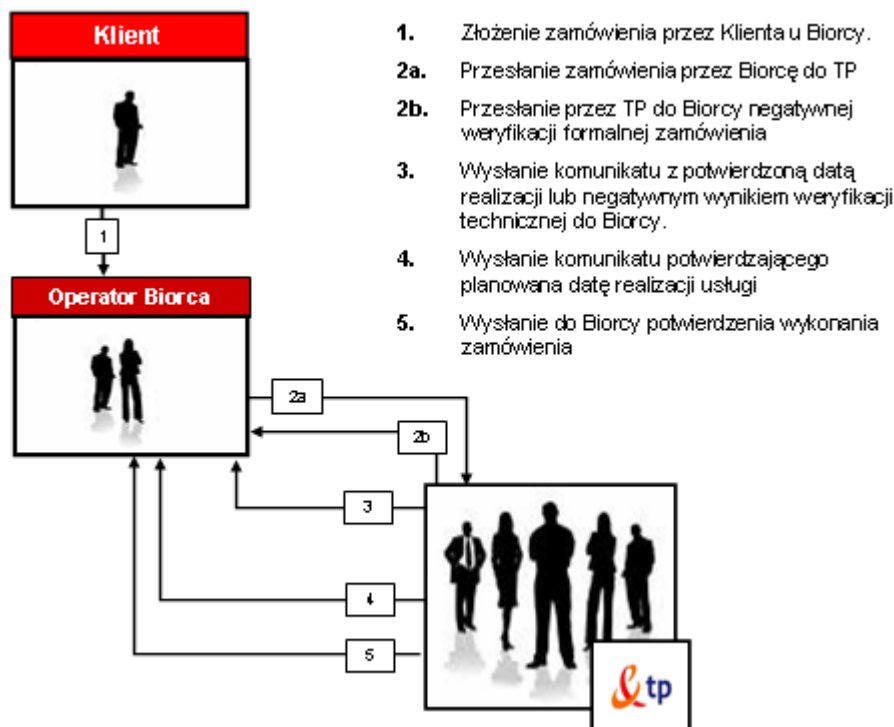 Klient
1. Złożenie zamówienia przez Klienta u Biorcy.
2a. Przesłanie zamówienia przez Biorcę do TP
2b. Przesłanie przez TP do Biorcy negatywnej
weryfikacji formalnej zamówienia
3. Wysłanie komunikatu z potwierdzoną datą
realizacji lub negatywnym wynikiem weryfikacji
technicznej do Biorcy.
4. Wysłanie komunikatu potwierdzającego
planowana datę realizacji usługi
5. Wysłanie do Biorcy potwierdzenia wykonania
zamówienia
1
Operator Biorca
2a
2b
3
4
5
tp